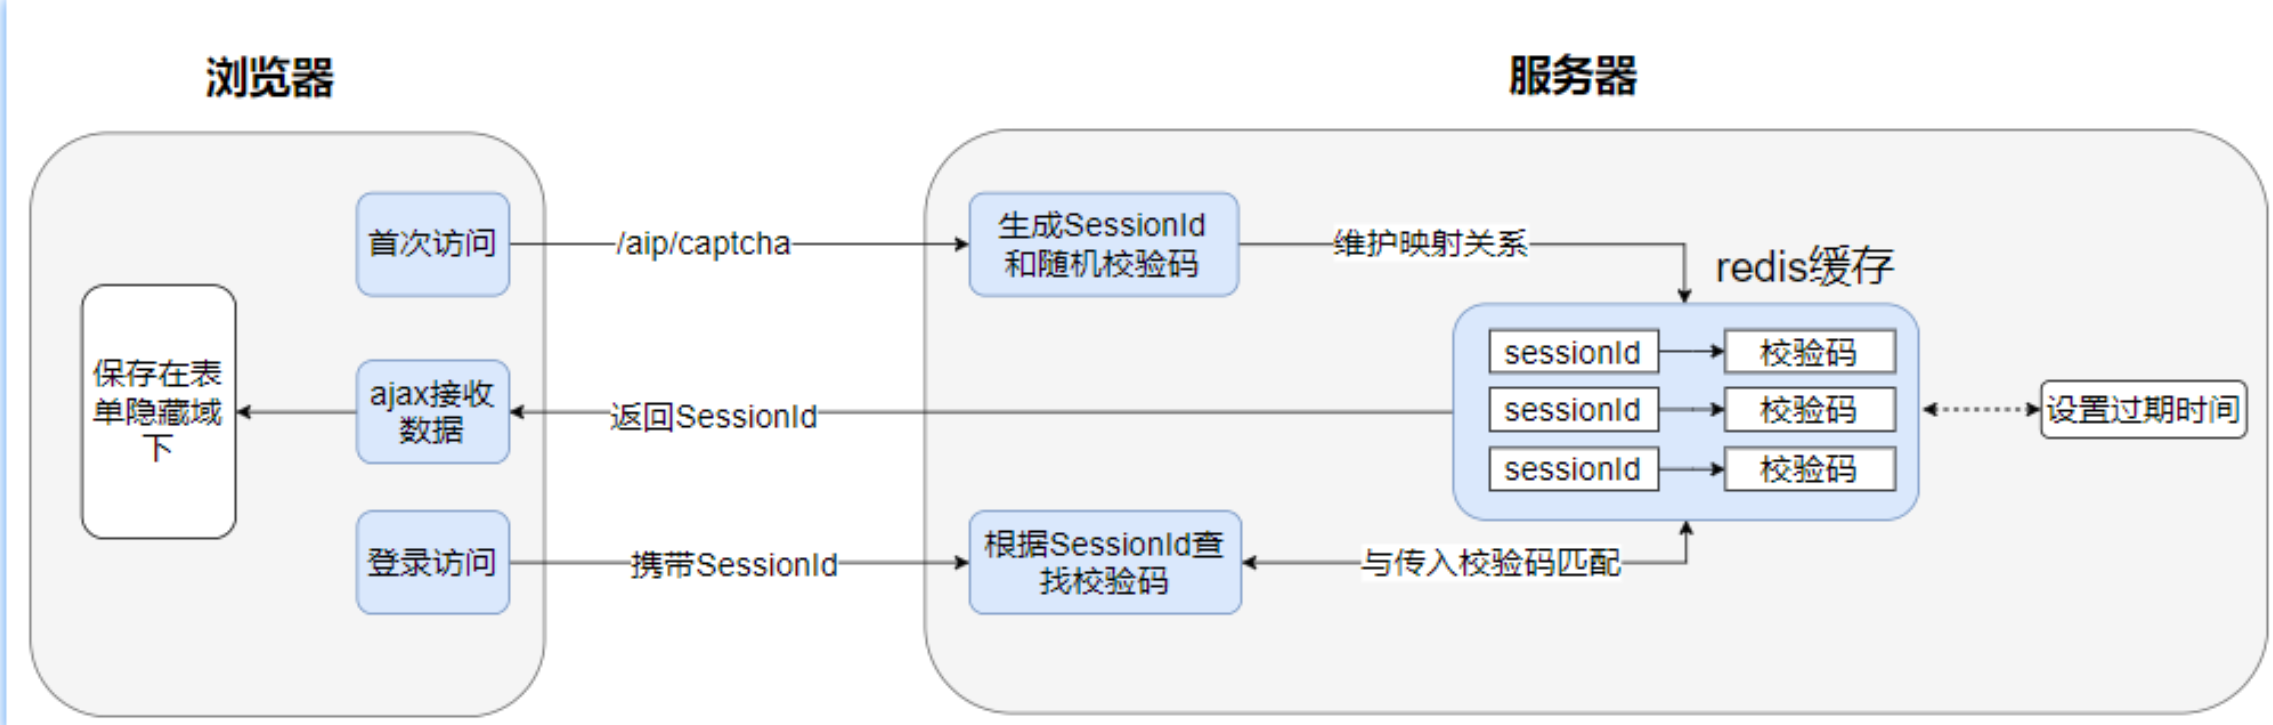 浏览器
服务器
首次访问
/aip/captcha
生成SessionId
和随机校验码
维护映射关系
redis缓存
sessionId
校验码
sessionId
校验码
sessionId
校验码
设置过期时间
返回SessionId
ajax接收
数据
保存在表
单隐藏域
下
登录访问
携带SessionId
根据SessionId查
找校验码
与传入校验码匹配